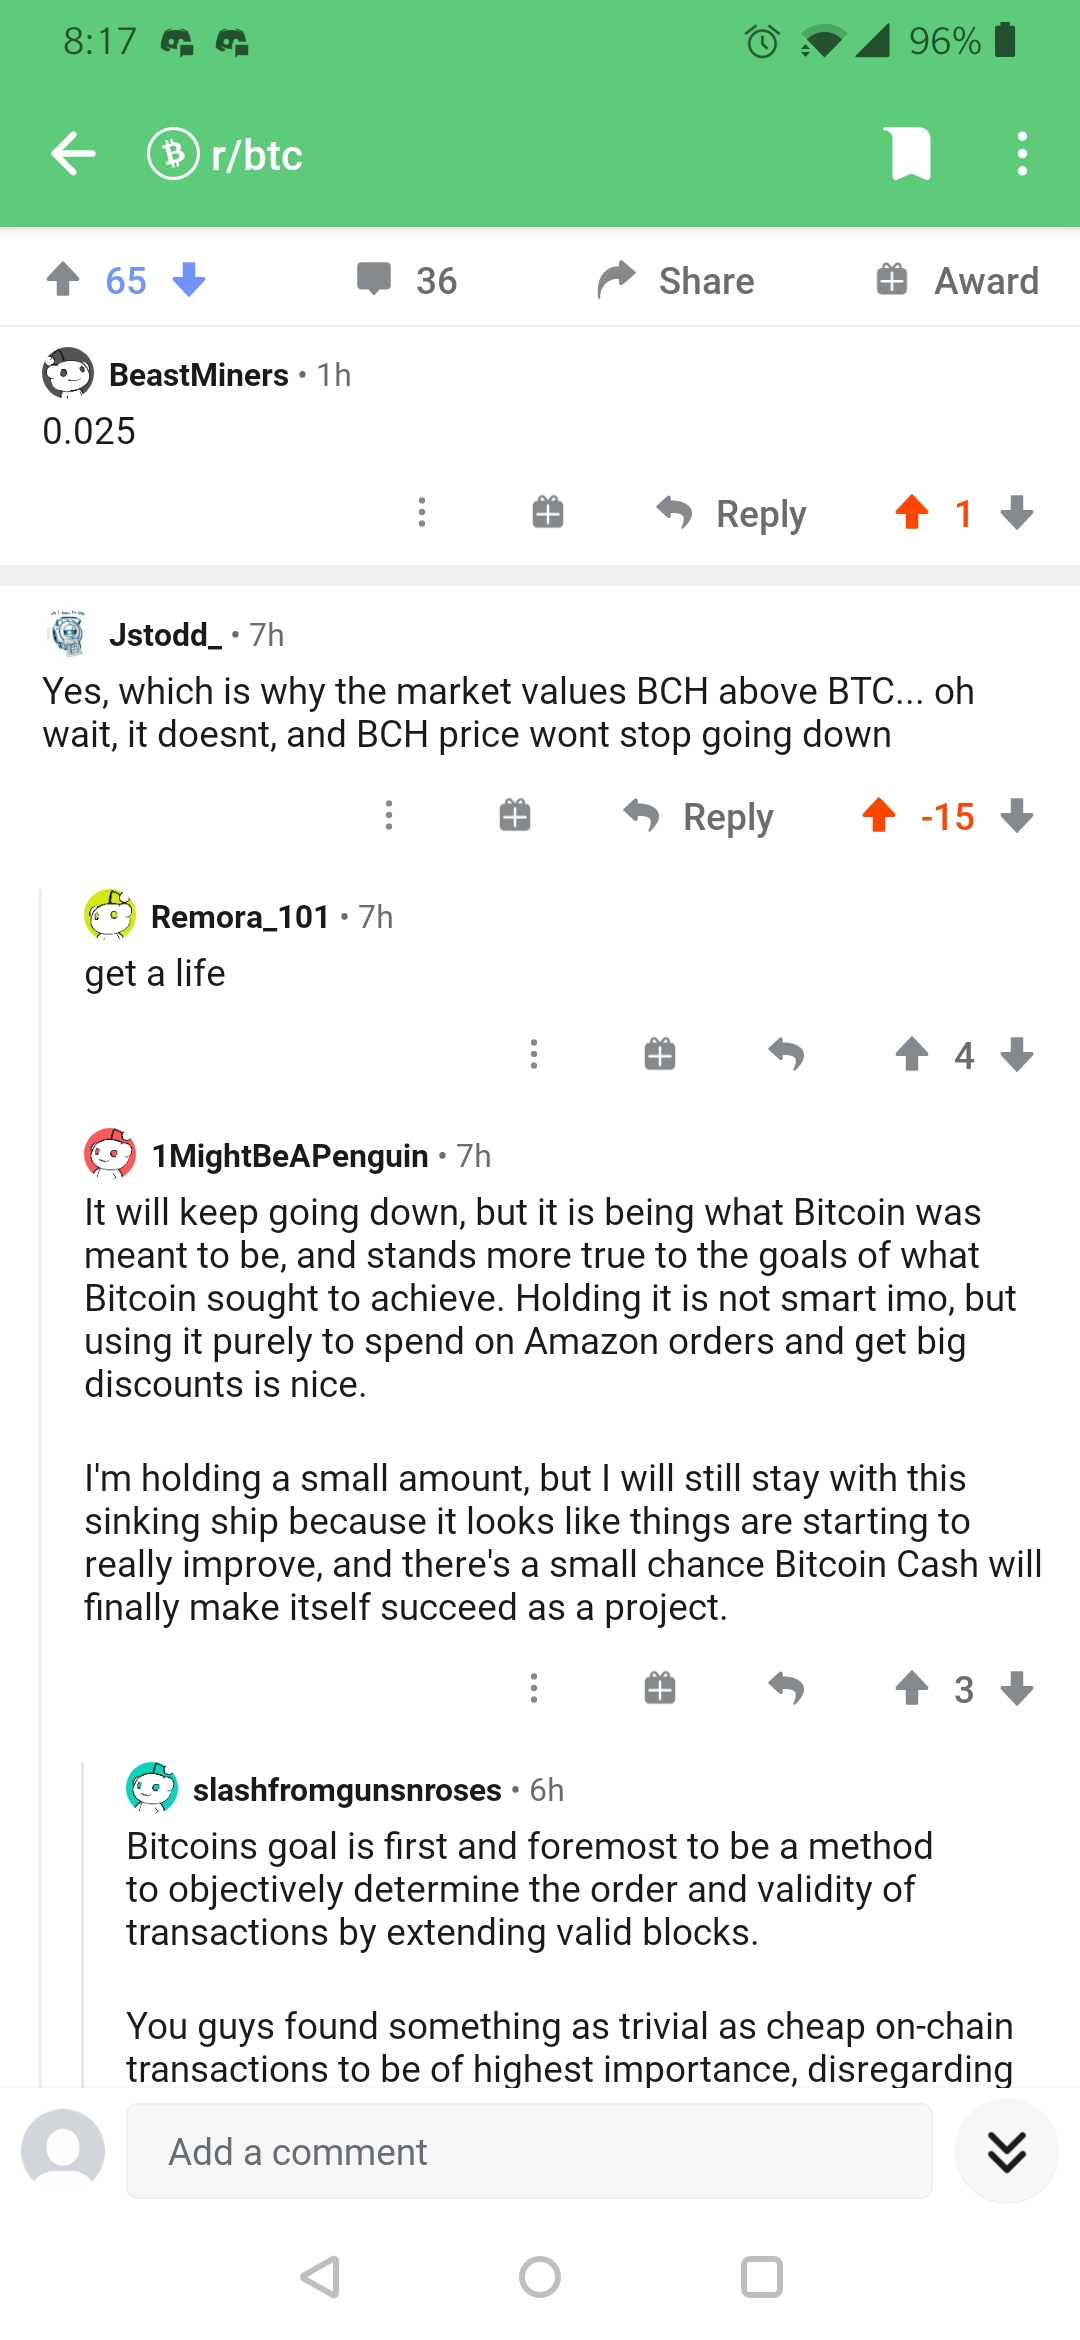 8:17 96%
r/btc
65 36 Share Award
BeastMiners • 1h
0.025
Reply 1
Jstodd_ • 7h
Yes, which is why the market values BCH above BTC... oh
wait, it doesnt, and BCH price wont stop going down
Reply -15
Remora_101 • 7h
get a life
4
1MightBeAPenguin • 7h
It will keep going down, but it is being what Bitcoin was
meant to be, and stands more true to the goals of what
Bitcoin sought to achieve. Holding it is not smart imo, but
using it purely to spend on Amazon orders and get big
discounts is nice.
I'm holding a small amount, but I will still stay with this
sinking ship because it looks like things are starting to
really improve, and there's a small chance Bitcoin Cash will
finally make itself succeed as a project.
3
slashfromgunsnroses • 6h
Bitcoins goal is first and foremost to be a method
to objectively determine the order and validity of
transactions by extending valid blocks.
You guys found something as trivial as cheap on-chain
transactions to be of highest importance, disregarding
Add a comment